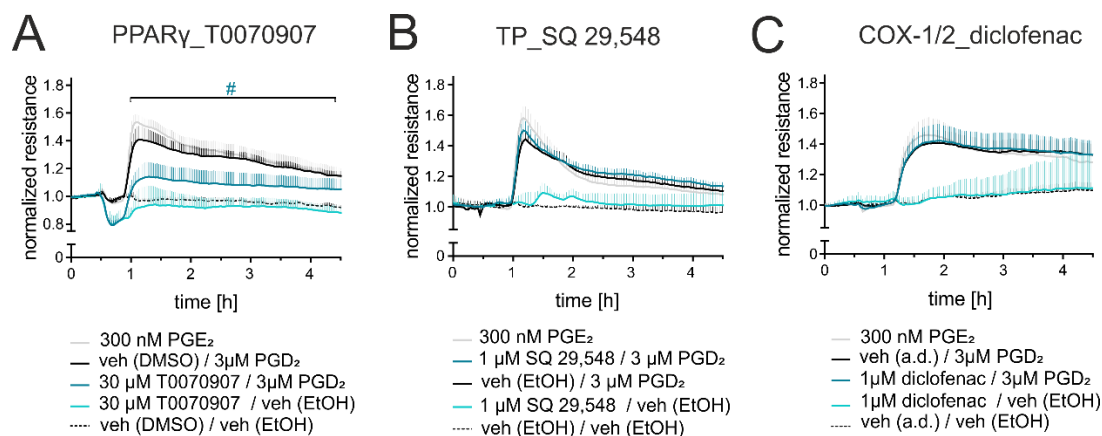 A PPARγ_T0070907
normalized resistance
1.8
1.6
1.4
1.2
1.0
0.8
0
#
0 1 2 3 4
time [h]
300 nM PGE₂
veh (DMSO) / 3µM PGD₂
30 µM T0070907 / 3µM PGD₂
30 µM T0070907 / veh (EtOH)
veh (DMSO) / veh (EtOH)
B TP_SQ 29,548
normalized resistance
1.8
1.6
1.4
1.2
1.0
0
0 1 2 3 4
time [h]
300 nM PGE₂
1 µM SQ 29,548 / 3 µM PGD₂
veh (EtOH) / 3 µM PGD₂
1 µM SQ 29,548 / veh (EtOH)
veh (EtOH) / veh (EtOH)
C COX-1/2_diclofenac
normalized resistance
1.8
1.6
1.4
1.2
1.0
0
0 1 2 3 4
time [h]
300 nM PGE₂
veh (a.d.) / 3µM PGD₂
1µM diclofenac / 3µM PGD₂
1µM diclofenac / veh (EtOH)
veh (a.d.) / veh (EtOH)